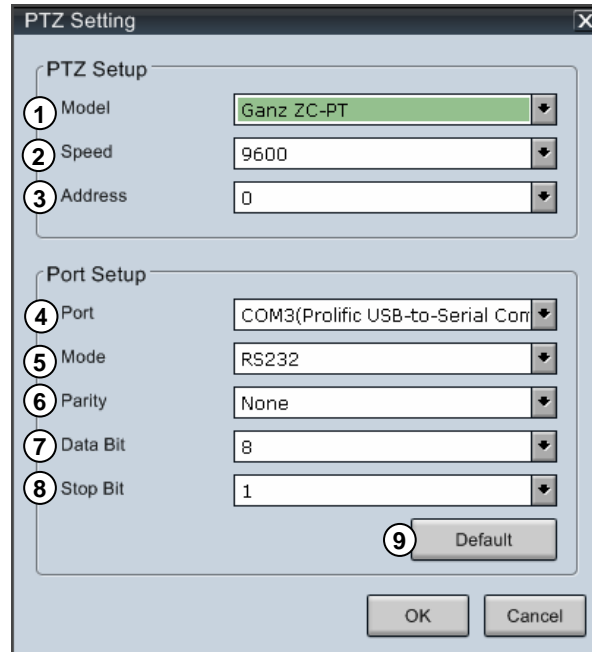 PTZ Setting X
PTZ Setup
1 Model Ganz ZC-PT
2 Speed 9600
3 Address 0
Port Setup
4 Port COM3(Prolific USB-to-Serial Com
5 Mode RS232
6 Parity None
7 Data Bit 8
8 Stop Bit 1
9 Default
OK Cancel